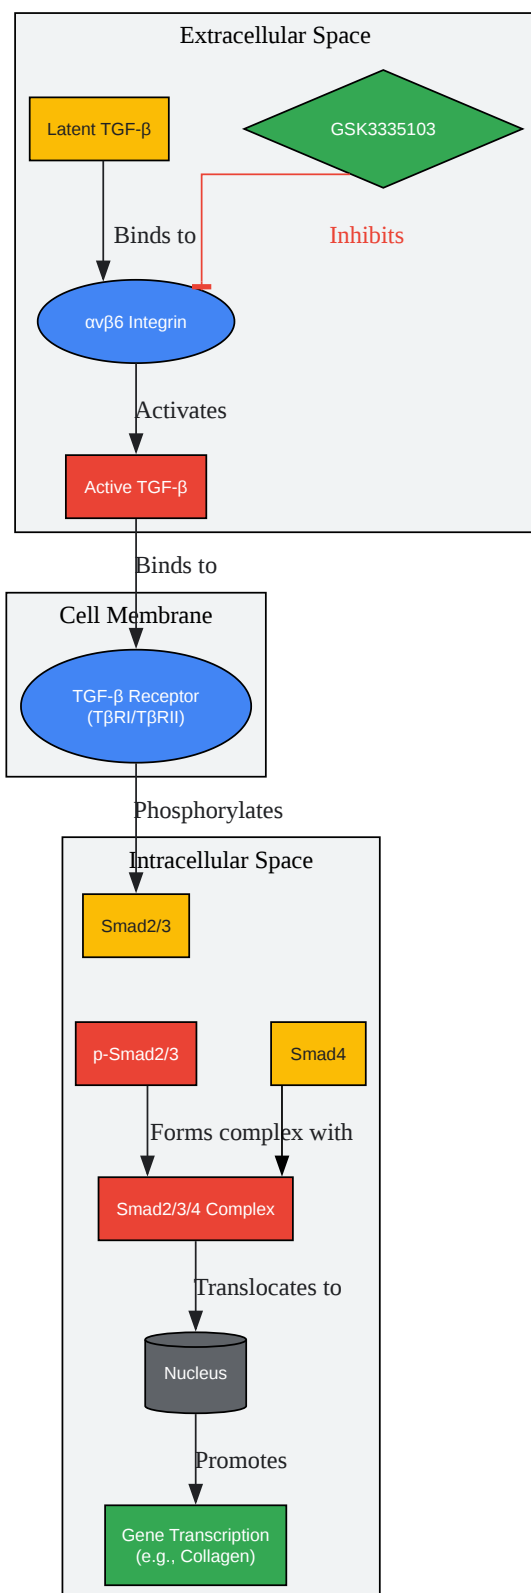 Extracellular Space
Latent TGF-β
GSK3335103
Binds to
Inhibits
αvβ6 Integrin
Activates
Active TGF-β
Binds to
Cell Membrane
TGF-β Receptor
(TβRI/TβRII)
Phosphorylates
Intracellular Space
Smad2/3
p-Smad2/3
Smad4
Forms complex with
Smad2/3/4 Complex
Translocates to
Nucleus
Promotes
Gene Transcription
(e.g., Collagen)